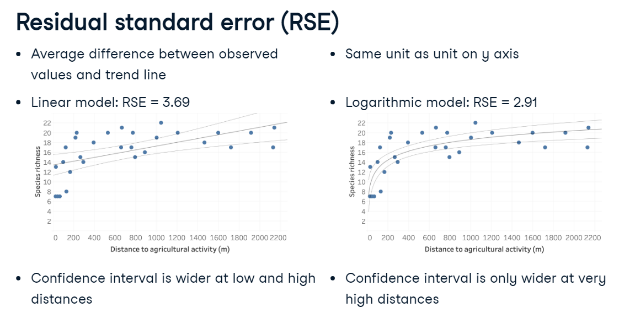 Residual standard error (RSE)
• Average difference between observed
values and trend line
• Same unit as unit on y axis
• Linear model: RSE = 3.69
22
20
18
16
14
12
10
8
6
4
2
Species richness
0 200 400 600 800 1000 1200 1400 1600 1800 2000 2200
Distance to agricultural activity (m)
• Logarithmic model: RSE = 2.91
22
20
18
16
14
12
10
8
6
4
2
Species richness
0 200 400 600 800 1000 1200 1400 1600 1800 2000 2200
Distance to agricultural activity (m)
• Confidence interval is wider at low and high
distances
• Confidence interval is only wider at very
high distances